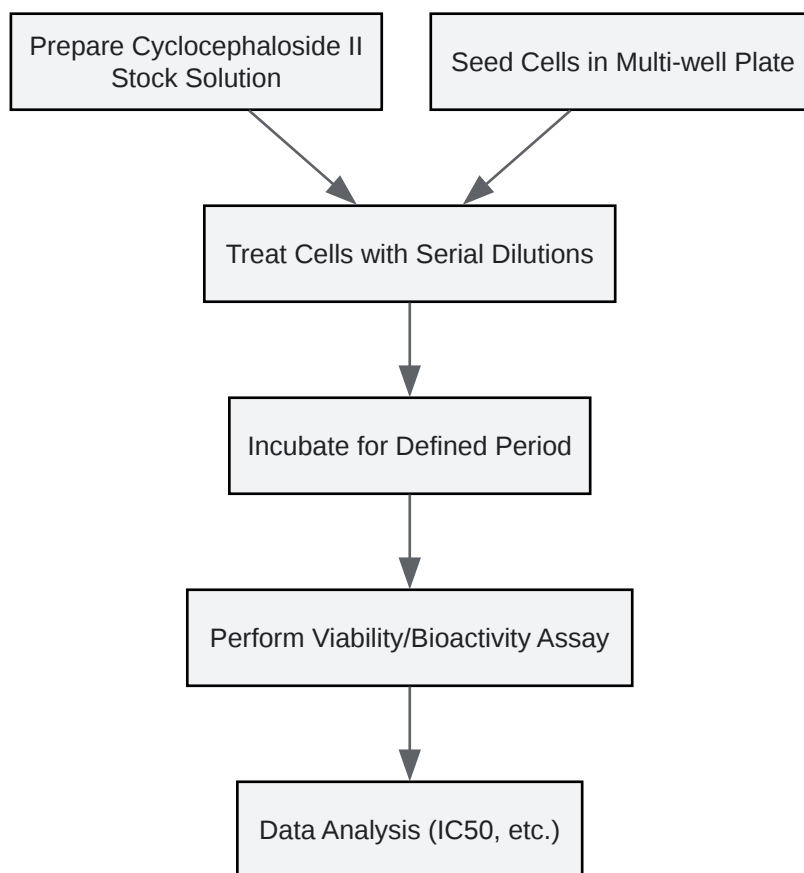 Prepare Cyclocephaloside II
Stock Solution
Seed Cells in Multi-well Plate
Treat Cells with Serial Dilutions
Incubate for Defined Period
Perform Viability/Bioactivity Assay
Data Analysis (IC50, etc.)